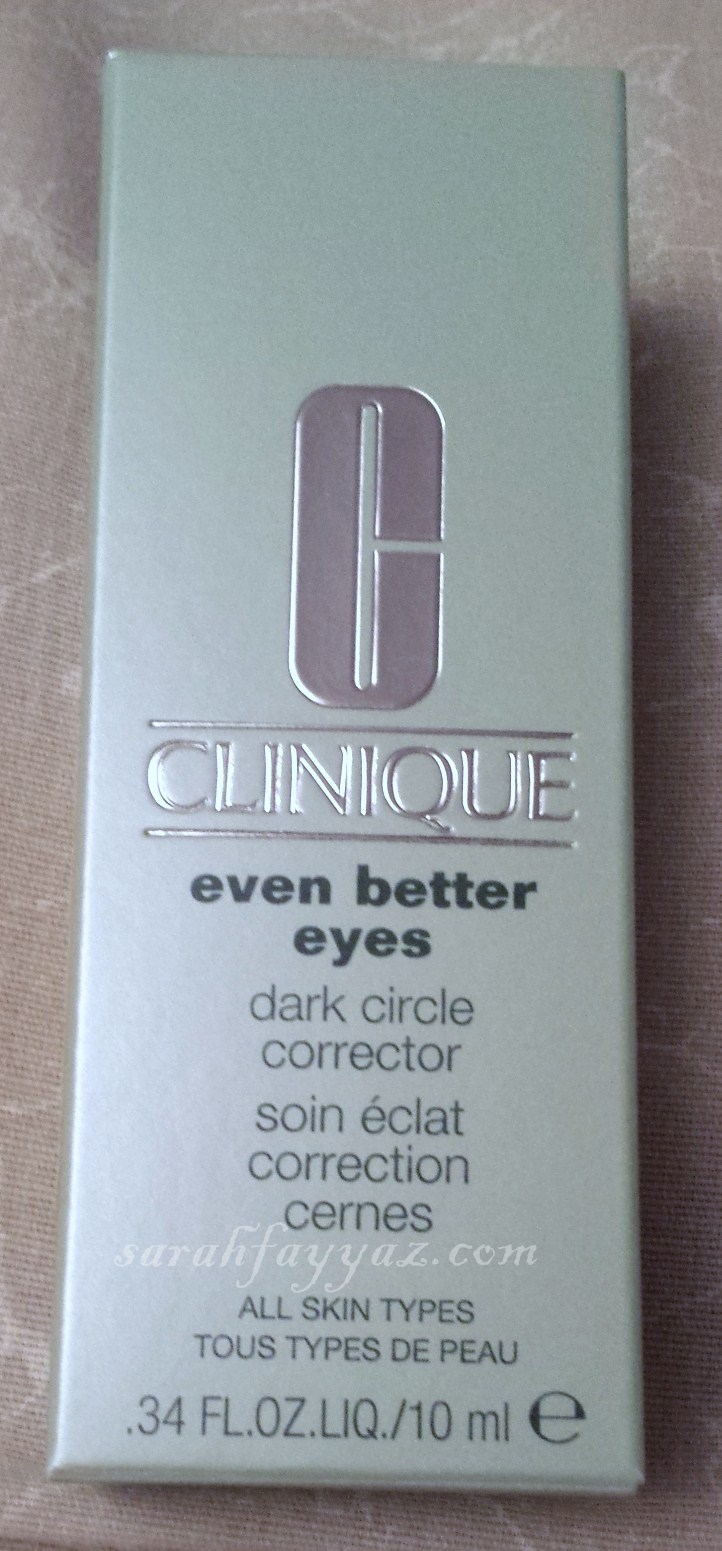 C
CLINIQUE
even better
eyes
dark circle
corrector
soin éclat
correction
cernes
sarahfayyaz.com
ALL SKIN TYPES
TOUS TYPES DE PEAU
.34 FL.OZ.LIQ./10 ml ℮